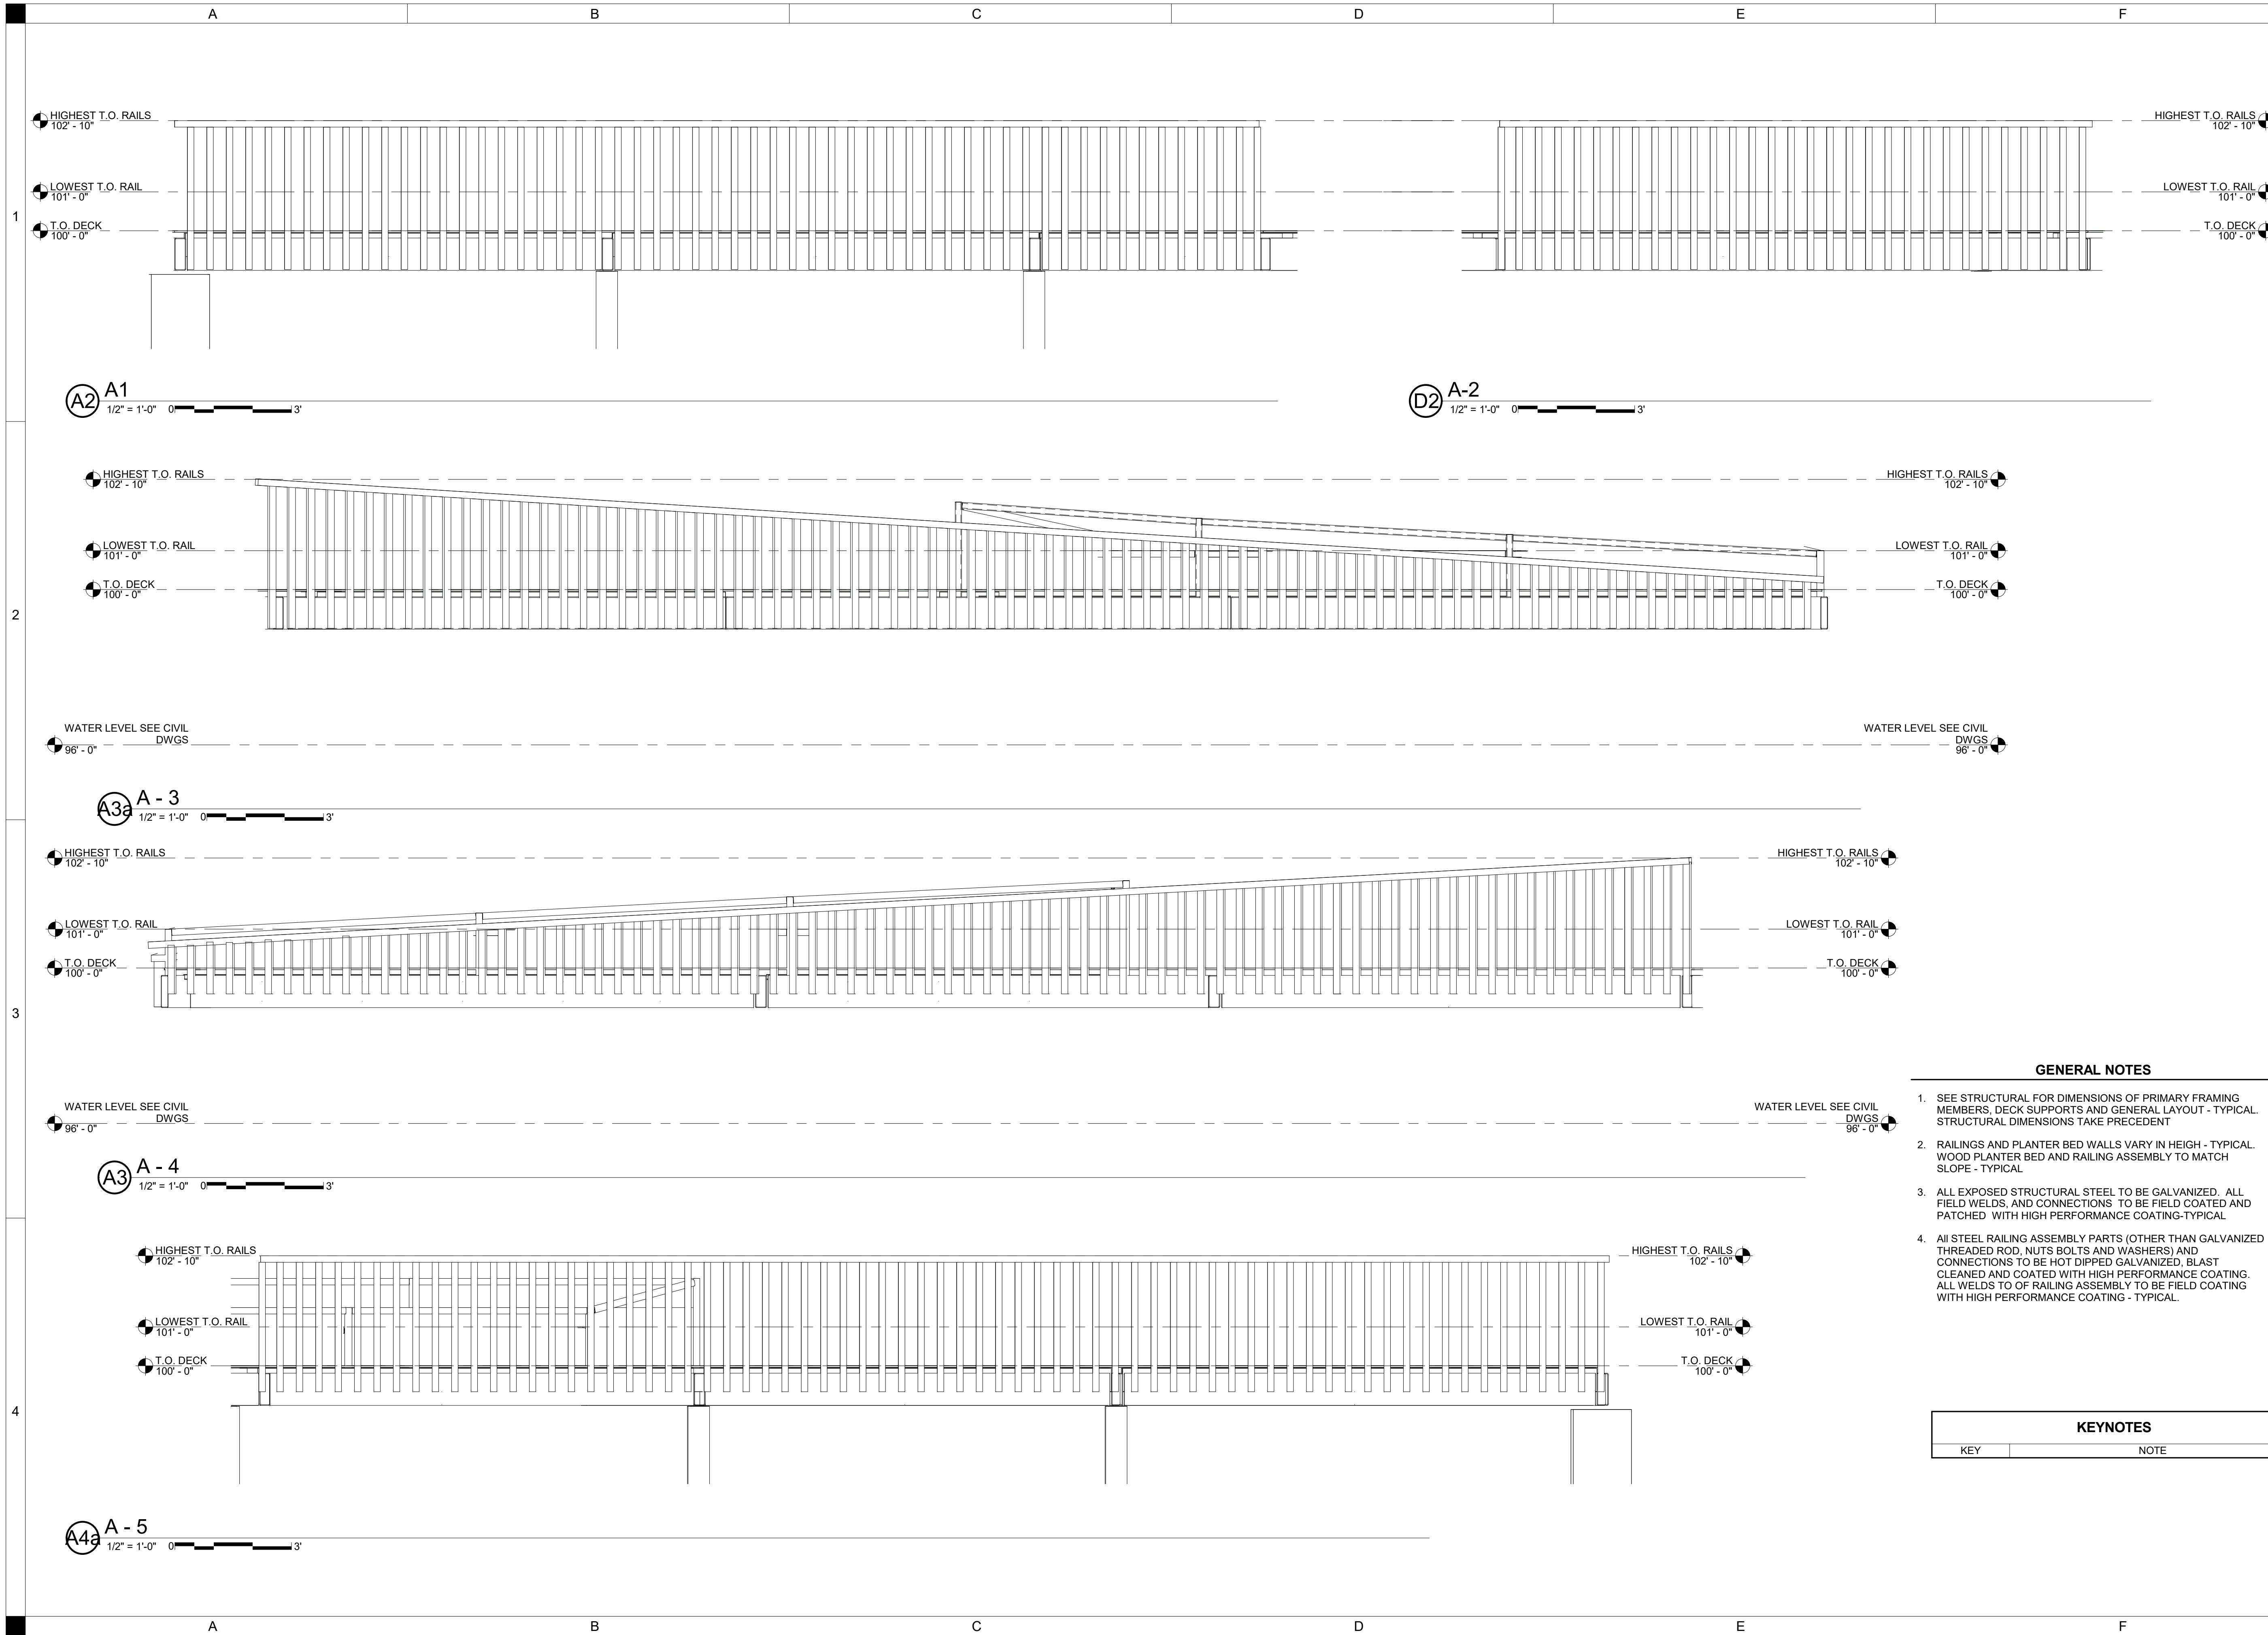 A B C D E F
HIGHEST T.O. RAILS
102' - 10"
HIGHEST T.O. RAILS
102' - 10"
LOWEST T.O. RAIL
101' - 0"
LOWEST T.O. RAIL
101' - 0"
1
T.O. DECK
100' - 0"
T.O. DECK
100' - 0"
A2
A1
1/2" = 1'-0" 0 3'
D2
A-2
1/2" = 1'-0" 0 3'
HIGHEST T.O. RAILS
102' - 10"
HIGHEST T.O. RAILS
102' - 10"
LOWEST T.O. RAIL
101' - 0"
LOWEST T.O. RAIL
101' - 0"
T.O. DECK
100' - 0"
T.O. DECK
100' - 0"
2
WATER LEVEL SEE CIVIL
DWGS
96' - 0"
WATER LEVEL SEE CIVIL
DWGS
96' - 0"
A3a
A - 3
1/2" = 1'-0" 0 3'
HIGHEST T.O. RAILS
102' - 10"
HIGHEST T.O. RAILS
102' - 10"
LOWEST T.O. RAIL
101' - 0"
LOWEST T.O. RAIL
101' - 0"
T.O. DECK
100' - 0"
T.O. DECK
100' - 0"
3
WATER LEVEL SEE CIVIL
DWGS
96' - 0"
WATER LEVEL SEE CIVIL
DWGS
96' - 0"
A3
A - 4
1/2" = 1'-0" 0 3'
GENERAL NOTES
1. SEE STRUCTURAL FOR DIMENSIONS OF PRIMARY FRAMING
MEMBERS, DECK SUPPORTS AND GENERAL LAYOUT - TYPICAL.
STRUCTURAL DIMENSIONS TAKE PRECEDENT
2. RAILINGS AND PLANTER BED WALLS VARY IN HEIGH - TYPICAL.
WOOD PLANTER BED AND RAILING ASSEMBLY TO MATCH
SLOPE - TYPICAL
3. ALL EXPOSED STRUCTURAL STEEL TO BE GALVANIZED. ALL
FIELD WELDS, AND CONNECTIONS TO BE FIELD COATED AND
PATCHED WITH HIGH PERFORMANCE COATING-TYPICAL
4. All STEEL RAILING ASSEMBLY PARTS (OTHER THAN GALVANIZED
THREADED ROD, NUTS BOLTS AND WASHERS) AND
CONNECTIONS TO BE HOT DIPPED GALVANIZED, BLAST
CLEANED AND COATED WITH HIGH PERFORMANCE COATING.
ALL WELDS TO OF RAILING ASSEMBLY TO BE FIELD COATING
WITH HIGH PERFORMANCE COATING - TYPICAL.
HIGHEST T.O. RAILS
102' - 10"
HIGHEST T.O. RAILS
102' - 10"
LOWEST T.O. RAIL
101' - 0"
LOWEST T.O. RAIL
101' - 0"
T.O. DECK
100' - 0"
T.O. DECK
100' - 0"
4
KEYNOTES
KEY NOTE
A4a
A - 5
1/2" = 1'-0" 0 3'
A B C D E F